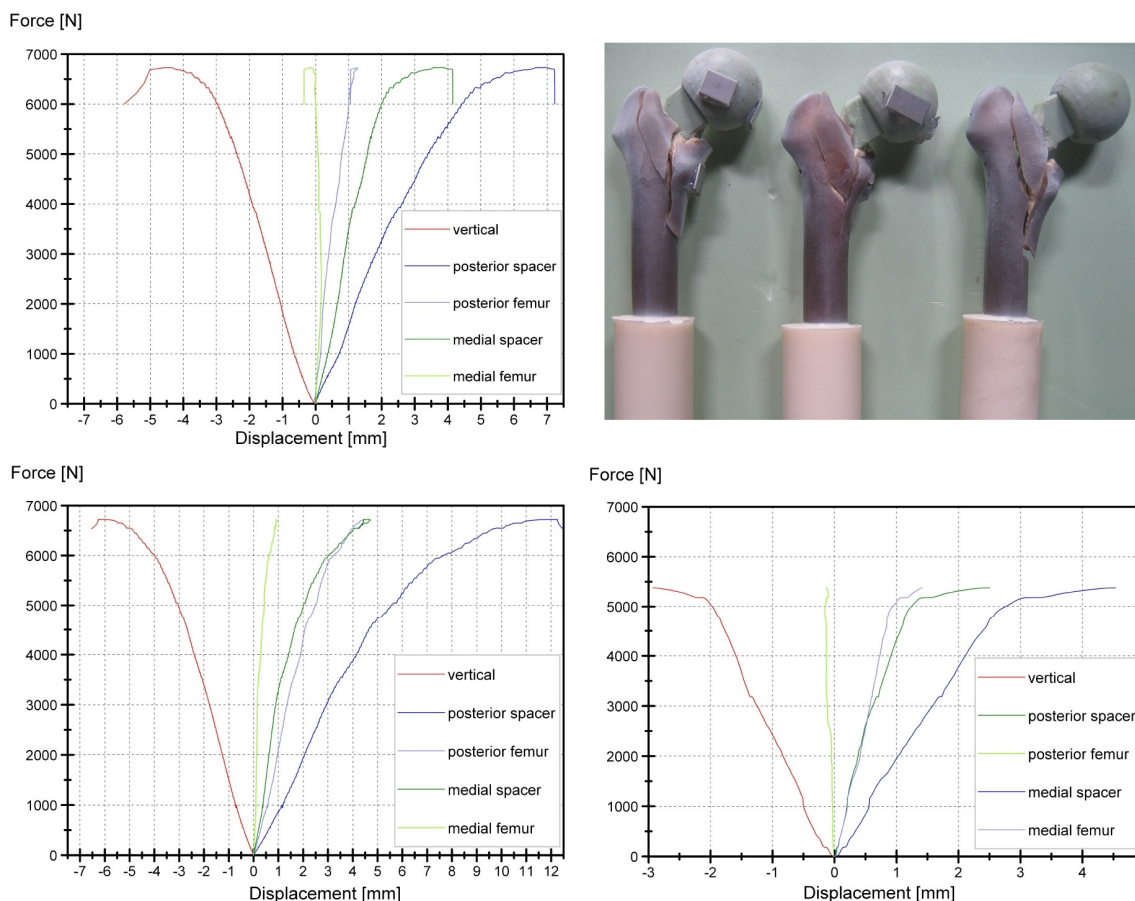 Force [N]
7000
6000
5000
4000
3000
2000
1000
0
vertical
posterior spacer
posterior femur
medial spacer
medial femur
-7 -6 -5 -4 -3 -2 -1 0 1 2 3 4 5 6 7
Displacement [mm]
Force [N]
7000
6000
5000
4000
3000
2000
1000
0
vertical
posterior spacer
posterior femur
medial spacer
medial femur
-7 -6 -5 -4 -3 -2 -1 0 1 2 3 4 5 6 7 8 9 10 11 12
Displacement [mm]
Force [N]
7000
6000
5000
4000
3000
2000
1000
0
vertical
posterior spacer
posterior femur
medial spacer
medial femur
-3 -2 -1 0 1 2 3 4
Displacement [mm]